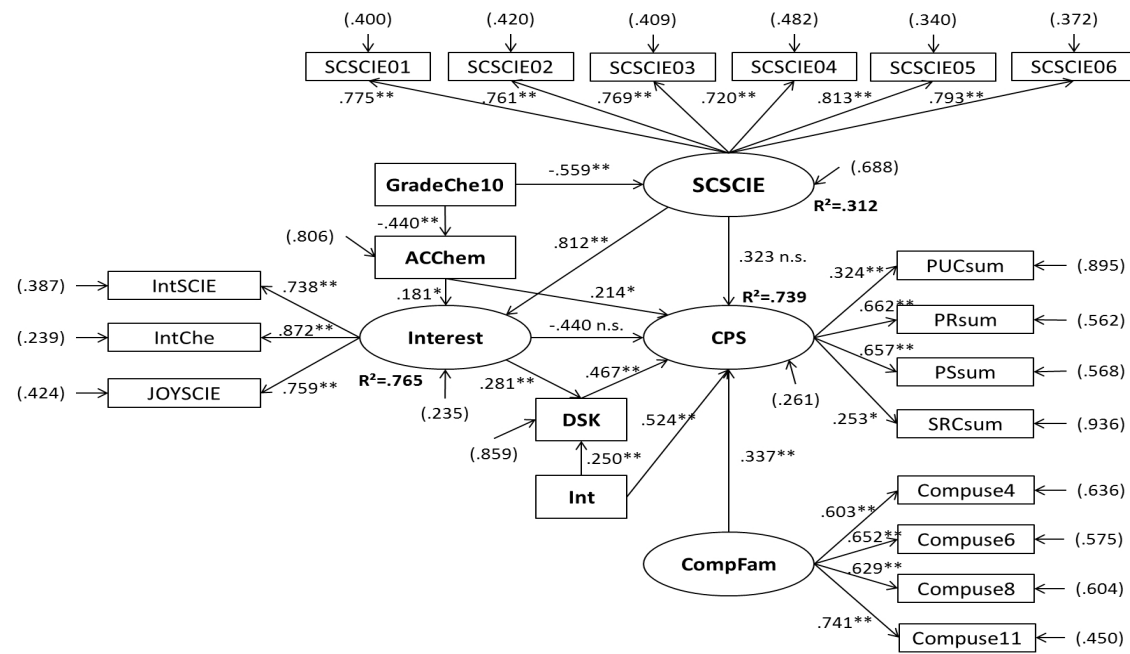 (.400) (.420) (.409) (.482) (.340) (.372)
SCSCIE01 SCSCIE02 SCSCIE03 SCSCIE04 SCSCIE05 SCSCIE06
.775** .761** .769** .720** .813** .793**
GradeChe10 -.559** SCSCIE (.688)
R²=.312
-.440**
(.806) ACChem .812** .323 n.s.
(.387) IntSCIE .738** .181* .214* R²=.739 .324** PUCsum (.895)
(.239) IntChe .872** Interest -.440 n.s. CPS .662** PRsum (.562)
.657** PSsum (.568)
(.424) JOYSCIE .759** R²=.765 .281** .467**
(.235) (.261) .253* SRCsum (.936)
DSK .524**
(.859) .250** .337**
Int
.603** Compuse4 (.636)
.652** Compuse6 (.575)
CompFam .629** Compuse8 (.604)
.741** Compuse11 (.450)